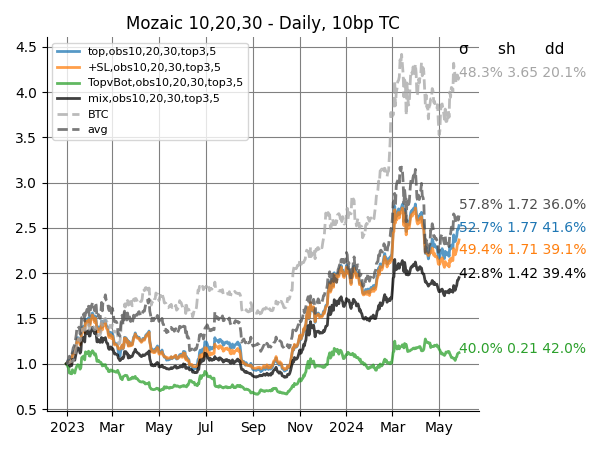 Mozaic 10,20,30 - Daily, 10bp TC
σ sh dd
top,obs10,20,30,top3,5
+SL,obs10,20,30,top3,5
TopvBot,obs10,20,30,top3,5
mix,obs10,20,30,top3,5
BTC
avg
48.3% 3.65 20.1%
57.8% 1.72 36.0%
52.7% 1.77 41.6%
49.4% 1.71 39.1%
42.8% 1.42 39.4%
40.0% 0.21 42.0%
4.5
4.0
3.5
3.0
2.5
2.0
1.5
1.0
0.5
2023 Mar May Jul Sep Nov 2024 Mar May